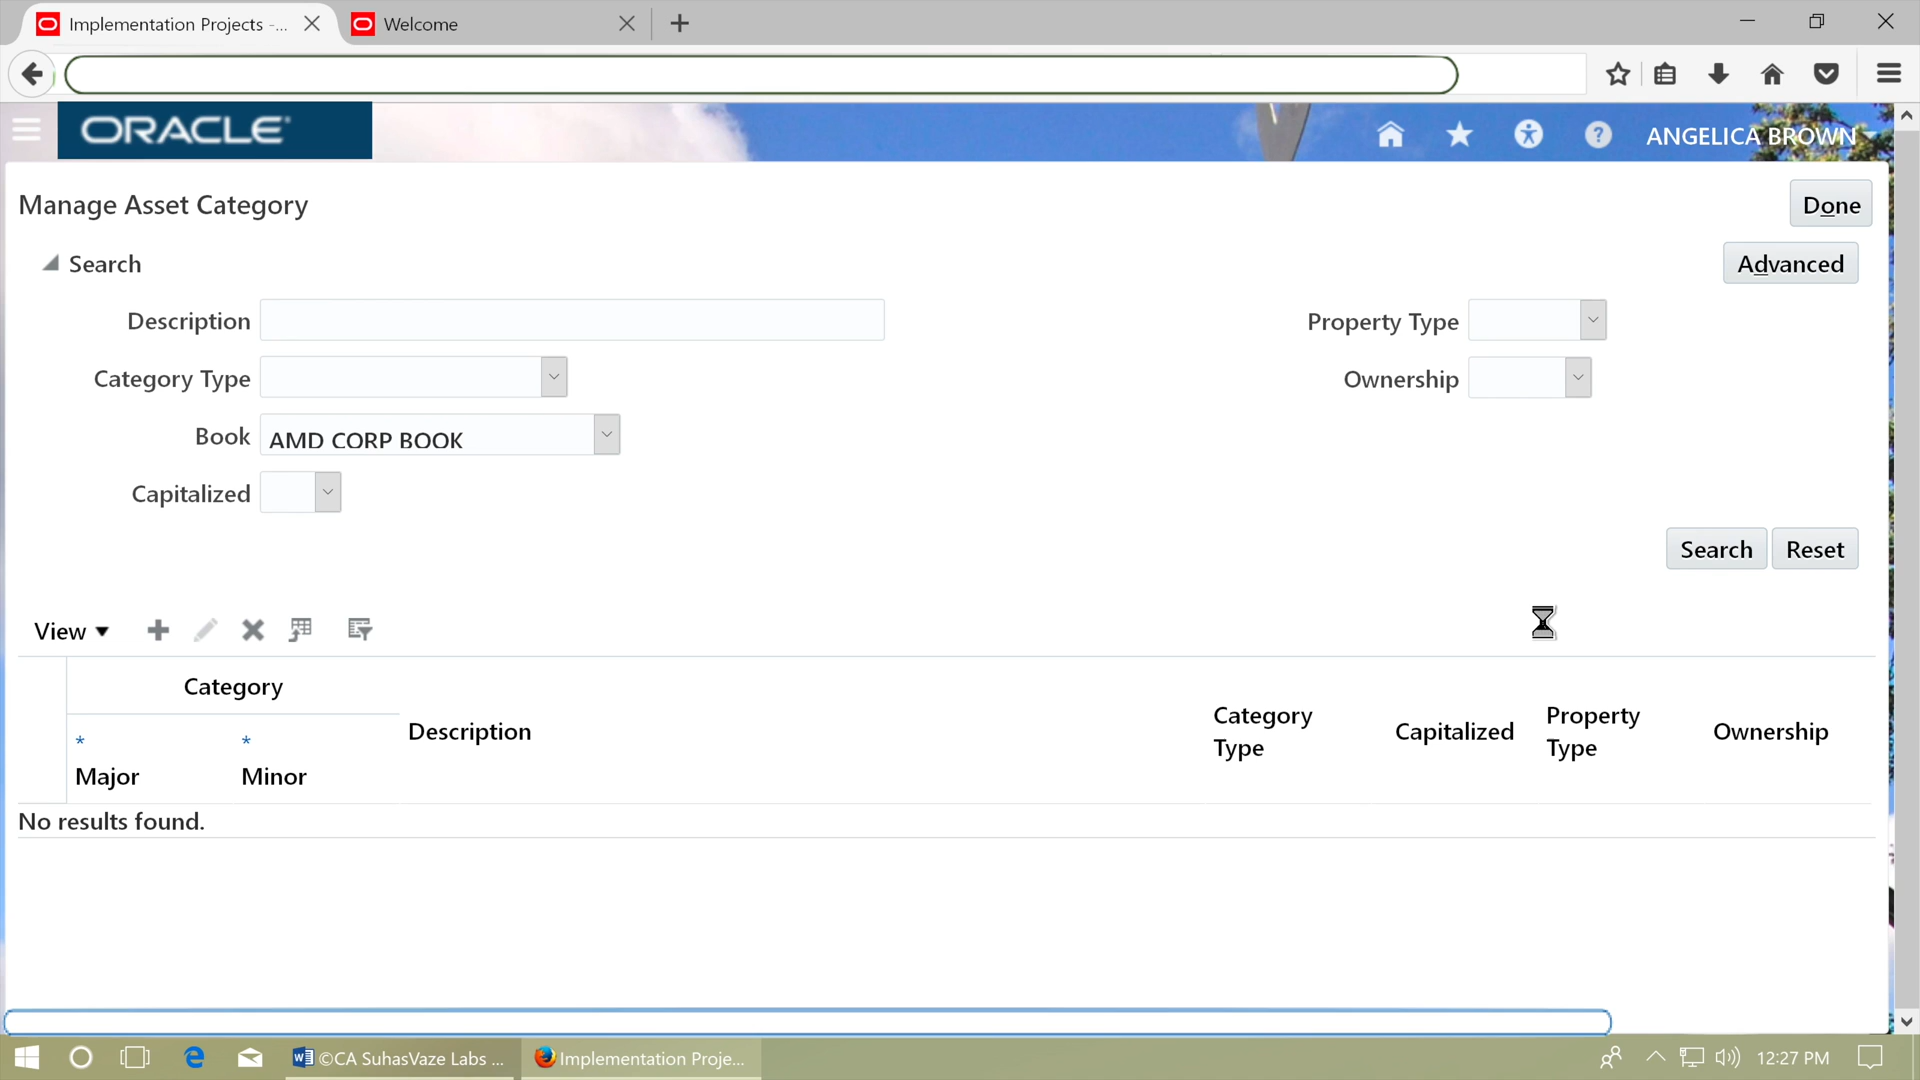 Implementation Projects -...
Welcome
ORACLE
ANGELICA BROWN
Manage Asset Category
Done
Search
Advanced
Description
Property Type
Category Type
Ownership
Book AMD CORP BOOK
Capitalized
Search Reset
View
Category
* Major
* Minor
Description
Category Type
Capitalized
Property Type
Ownership
No results found.
©CA SuhasVaze Labs ...
Implementation Proje...
12:27 PM